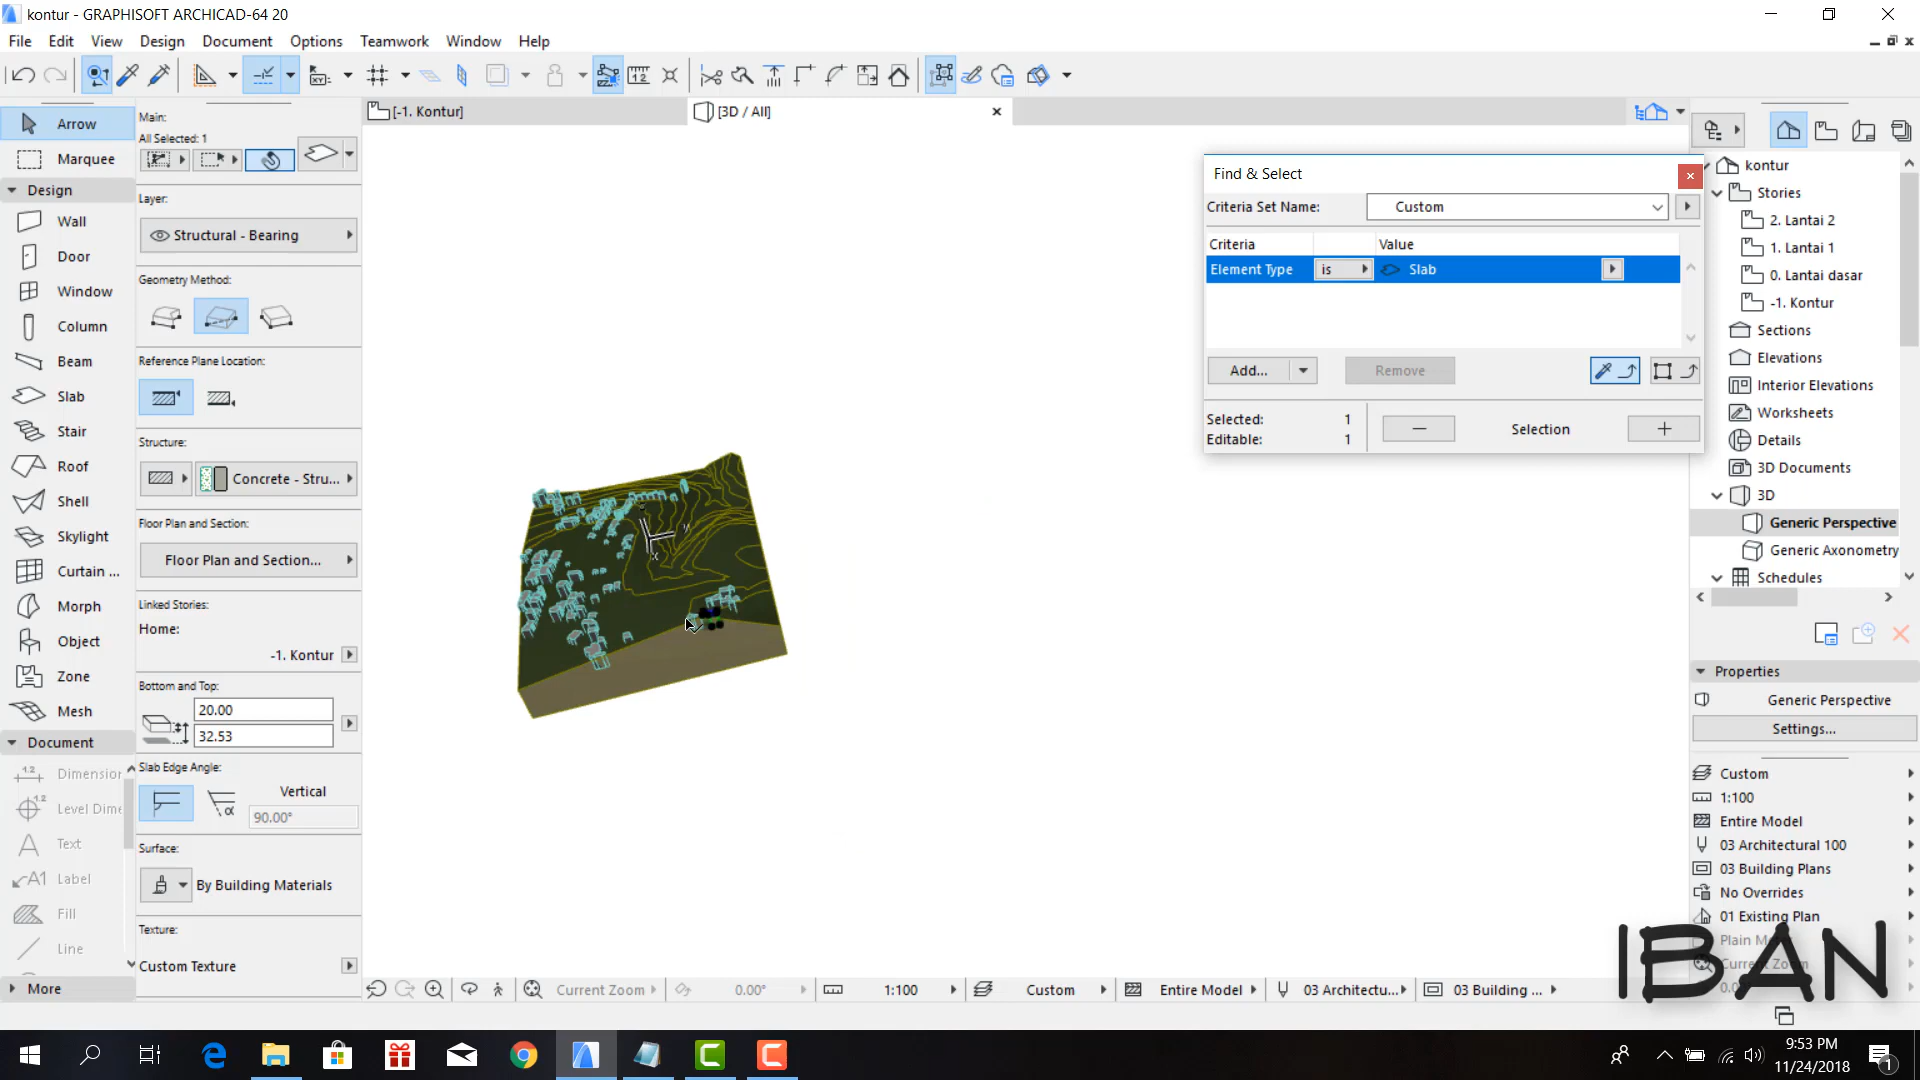 kontur - GRAPHISOFT ARCHICAD-64 20
File Edit View Design Document Options Teamwork Window Help
[-1. Kontur]
[3D / All]
Arrow
Marquee
Design
Wall
Door
Window
Column
Beam
Slab
Stair
Roof
Shell
Skylight
Curtain ...
Morph
Object
Zone
Mesh
Document
Dimension
Level Dime
Text
Label
Fill
Line
More
Main:
All Selected: 1
Layer:
Structural - Bearing
Geometry Method:
Reference Plane Location:
Structure:
Concrete - Stru...
Floor Plan and Section:
Floor Plan and Section...
Linked Stories:
Home:
-1. Kontur
Bottom and Top:
20.00
32.53
Slab Edge Angle:
Vertical
90.00°
Surface:
By Building Materials
Texture:
Custom Texture
Find & Select
Criteria Set Name:
Custom
Criteria
Value
Element Type
is
Slab
Add...
Remove
Selected: 1
Editable: 1
Selection
kontur
Stories
2. Lantai 2
1. Lantai 1
0. Lantai dasar
-1. Kontur
Sections
Elevations
Interior Elevations
Worksheets
Details
3D Documents
3D
Generic Perspective
Generic Axonometry
Schedules
Properties
Generic Perspective
Settings...
Custom
1:100
Entire Model
03 Architectural 100
03 Building Plans
No Overrides
01 Existing Plan
IBAN
Current Zoom
0.00°
1:100
Custom
Entire Model
03 Architectu...
03 Building ...
9:53 PM
11/24/2018
1